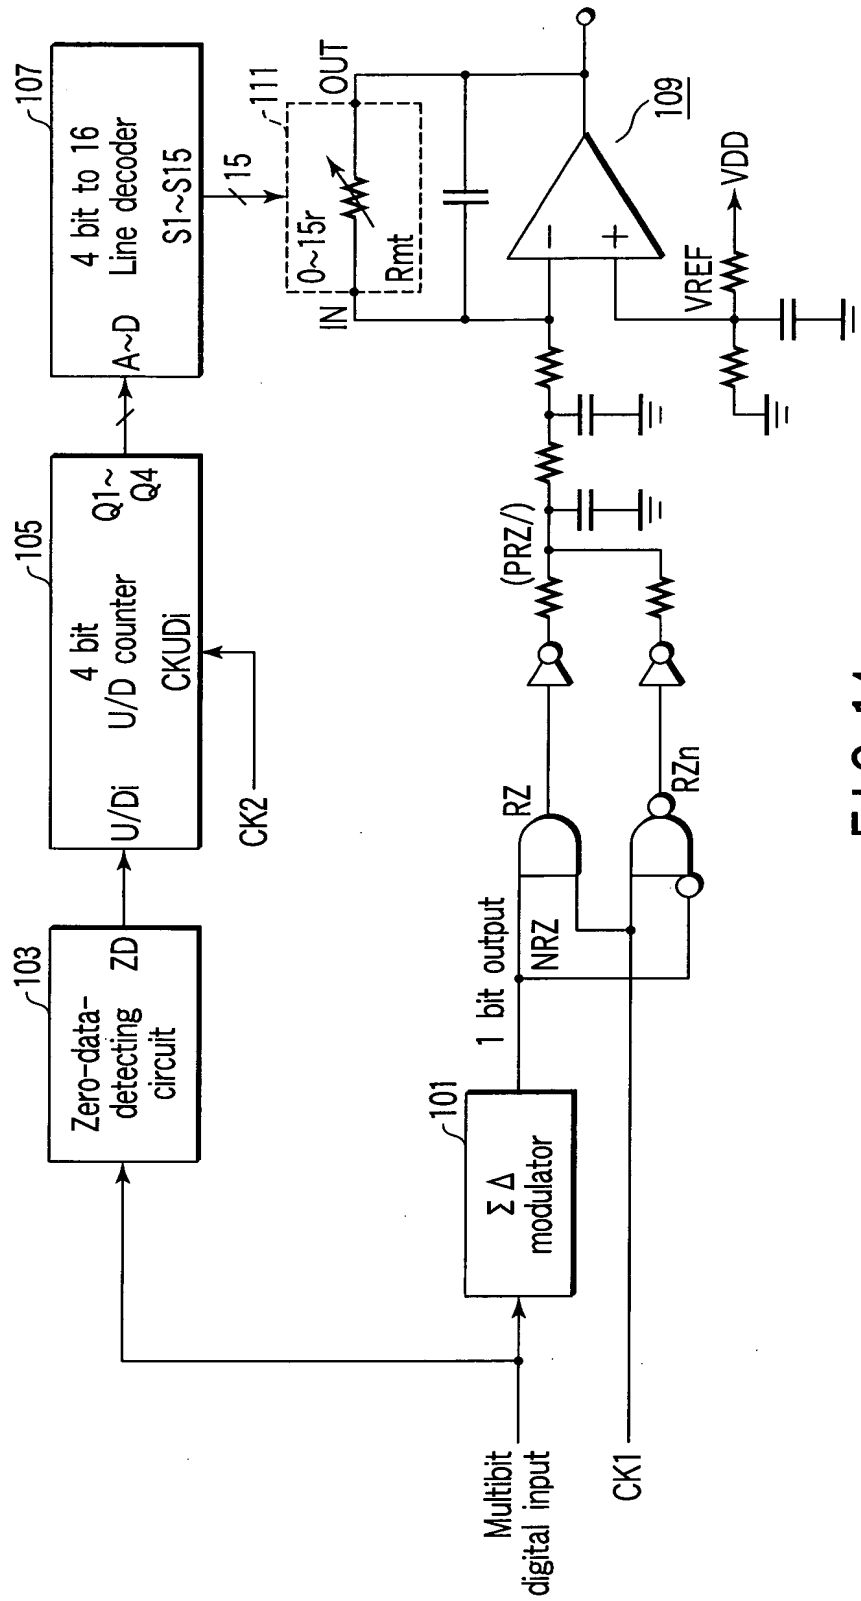 Multibit
digital input
CK1
103
Zero-data-
detecting
circuit
ZD
105
4 bit
U/D counter
U/Di
CKUDi
Q1~
Q4
CK2
107
4 bit to 16
Line decoder
A~D
S1~S15
15
111
0~15r
Rmt
IN
OUT
101
Σ Δ
modulator
1 bit output
NRZ
RZ
RZn
(PRZ/)
−
+
109
VREF
VDD